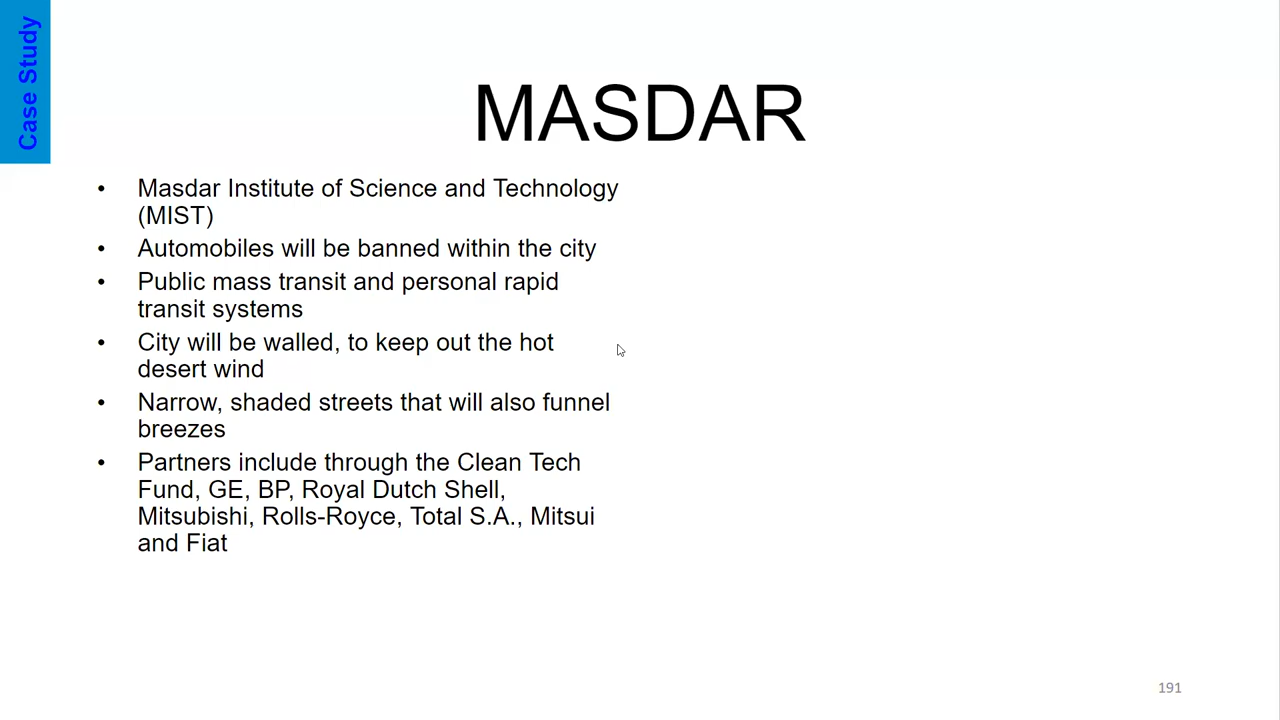 Case Study
MASDAR
• Masdar Institute of Science and Technology
(MIST)
• Automobiles will be banned within the city
• Public mass transit and personal rapid
transit systems
• City will be walled, to keep out the hot
desert wind
• Narrow, shaded streets that will also funnel
breezes
• Partners include through the Clean Tech
Fund, GE, BP, Royal Dutch Shell,
Mitsubishi, Rolls-Royce, Total S.A., Mitsui
and Fiat
191